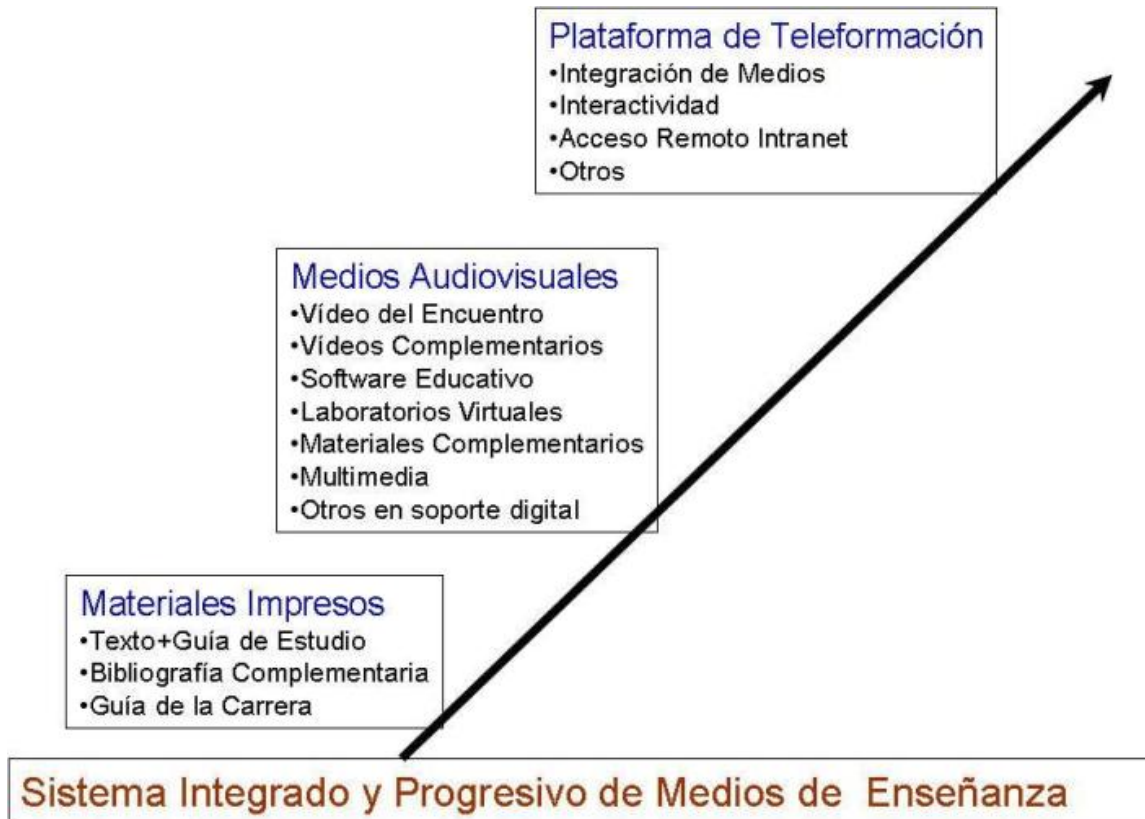 Plataforma de Teleformación
•Integración de Medios
•Interactividad
•Acceso Remoto Intranet
•Otros
Medios Audiovisuales
•Vídeo del Encuentro
•Vídeos Complementarios
•Software Educativo
•Laboratorios Virtuales
•Materiales Complementarios
•Multimedia
•Otros en soporte digital
Materiales Impresos
•Texto+Guía de Estudio
•Bibliografía Complementaria
•Guía de la Carrera
Sistema Integrado y Progresivo de Medios de Enseñanza